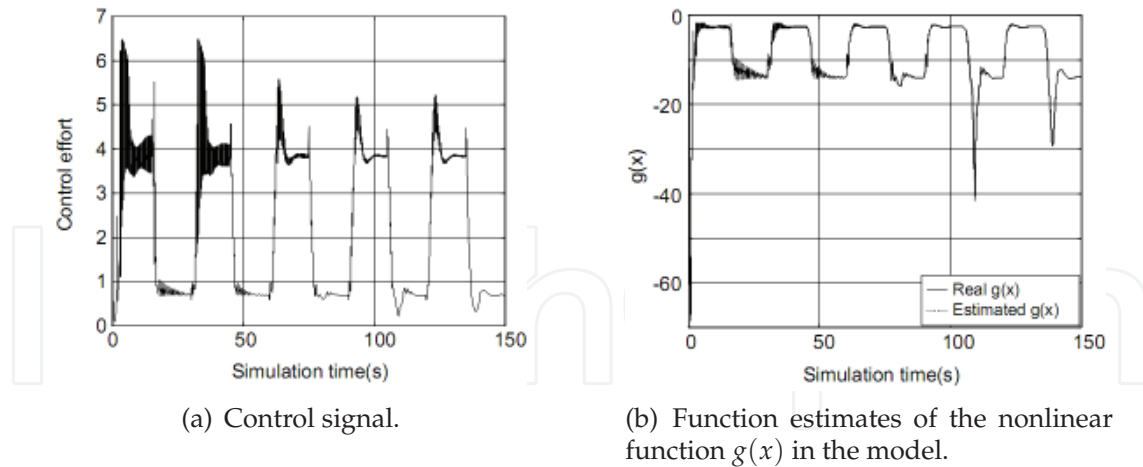 7
6
5
4
3
2
1
0
Control effort
0
50
100
150
Simulation time(s)
(a) Control signal.
0
-20
-40
-60
g(x)
Real g(x)
Estimated g(x)
0
50
100
150
Simulation time(s)
(b) Function estimates of the nonlinear
function g(x) in the model.